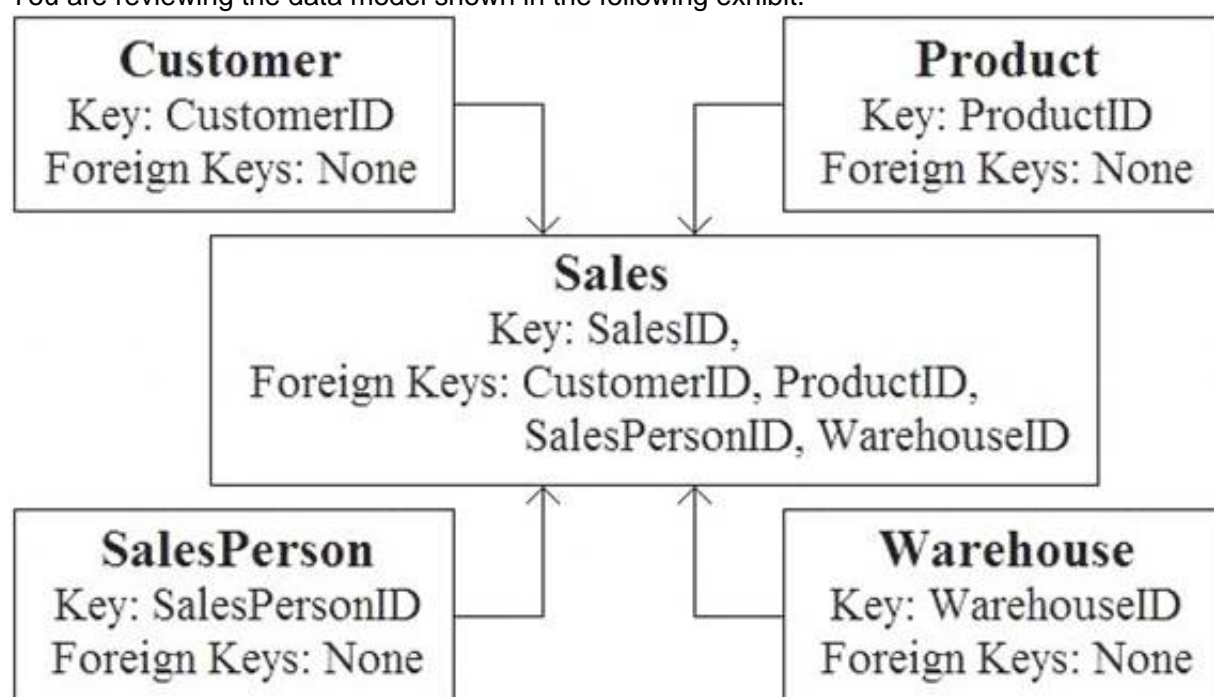 You are reviewing the data model shown in the following exhibit.
Customer
Key: CustomerID
Foreign Keys: None
Product
Key: ProductID
Foreign Keys: None
Sales
Key: SalesID,
Foreign Keys: CustomerID, ProductID,
SalesPersonID, WarehouseID
SalesPerson
Key: SalesPersonID
Foreign Keys: None
Warehouse
Key: WarehouseID
Foreign Keys: None